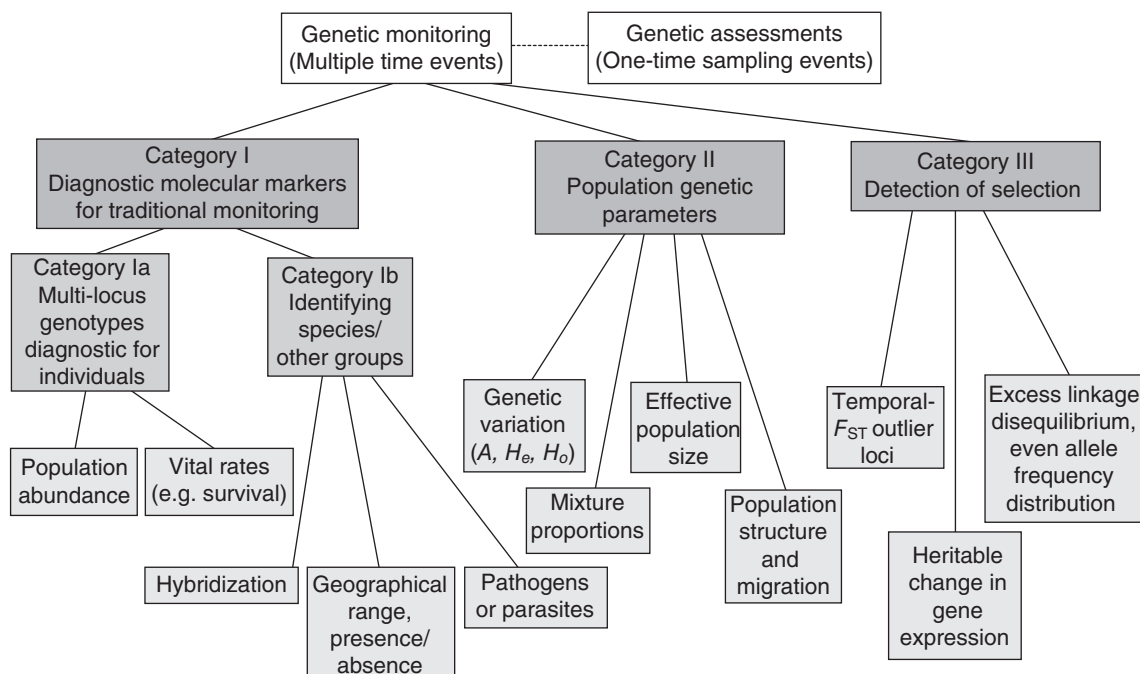 Genetic monitoring
(Multiple time events)
Genetic assessments
(One-time sampling events)
Category I
Diagnostic molecular markers
for traditional monitoring
Category II
Population genetic
parameters
Category III
Detection of selection
Category Ia
Multi-locus
genotypes
diagnostic for
individuals
Category Ib
Identifying
species/
other groups
Population
abundance
Vital rates
(e.g. survival)
Hybridization
Geographical
range,
presence/
absence
Pathogens
or parasites
Genetic
variation
(A, He, Ho)
Mixture
proportions
Effective
population
size
Population
structure
and
migration
Temporal-
FST outlier
loci
Heritable
change in
gene
expression
Excess linkage
disequilibrium,
even allele
frequency
distribution